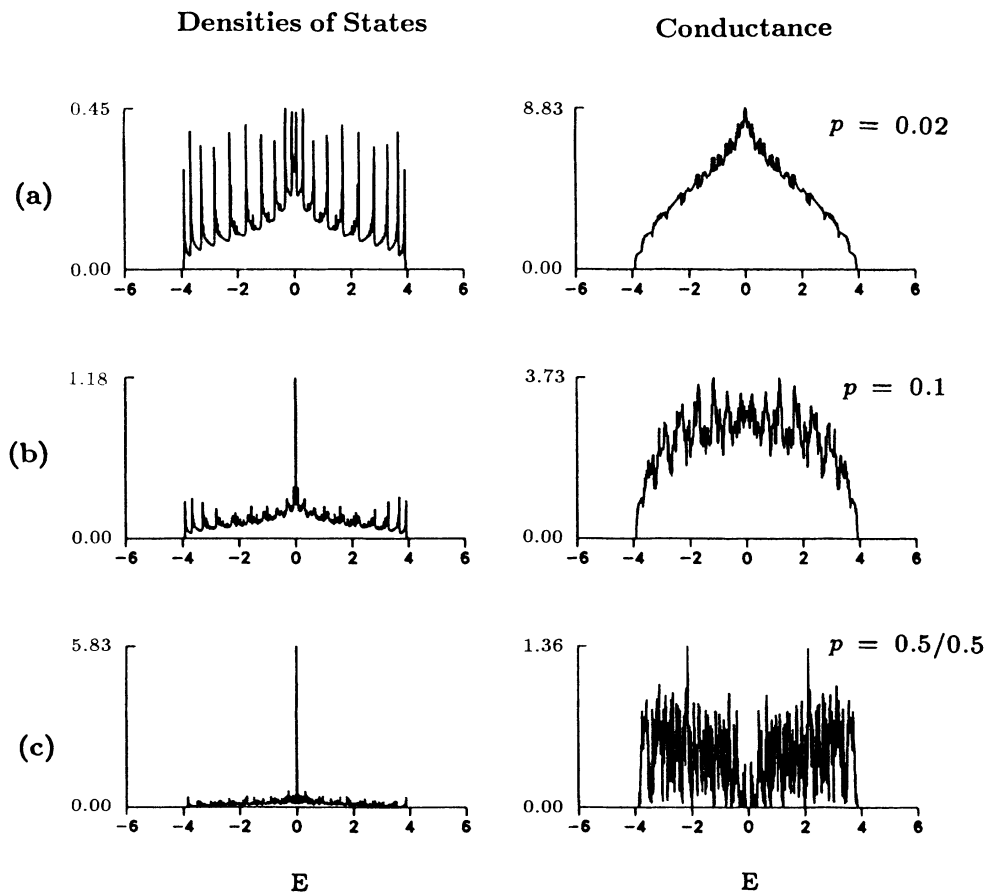 Densities of States
Conductance
(a)
0.45
0.00
-6 -4 -2 0 2 4 6
8.83
0.00
-6 -4 -2 0 2 4 6
p = 0.02
(b)
1.18
0.00
-6 -4 -2 0 2 4 6
3.73
0.00
-6 -4 -2 0 2 4 6
p = 0.1
(c)
5.83
0.00
-6 -4 -2 0 2 4 6
1.36
0.00
-6 -4 -2 0 2 4 6
p = 0.5/0.5
E
E